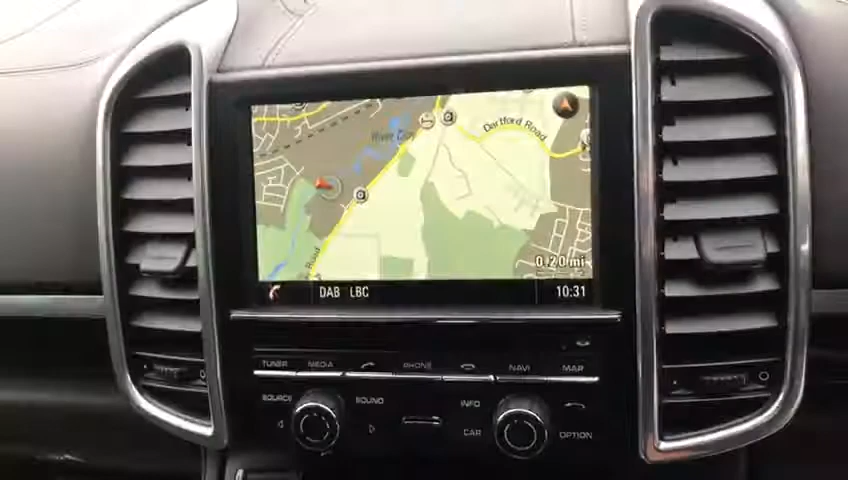 River
Dartford Road
Road
0.20 mi
DAB LBC
10:31
TUNER
MEDIA
PHONE
NAVI
MAP
SOURCE
SOUND
INFO
CAR
OPTION